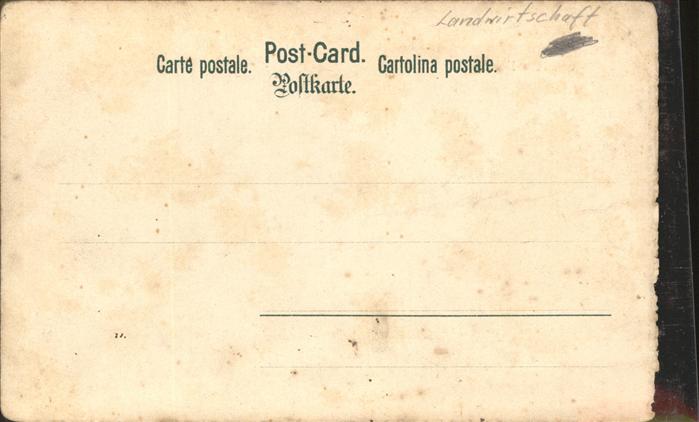 Landwirtschaft
Post-Card.
Carte postale. Cartolina postale.
Postkarte.